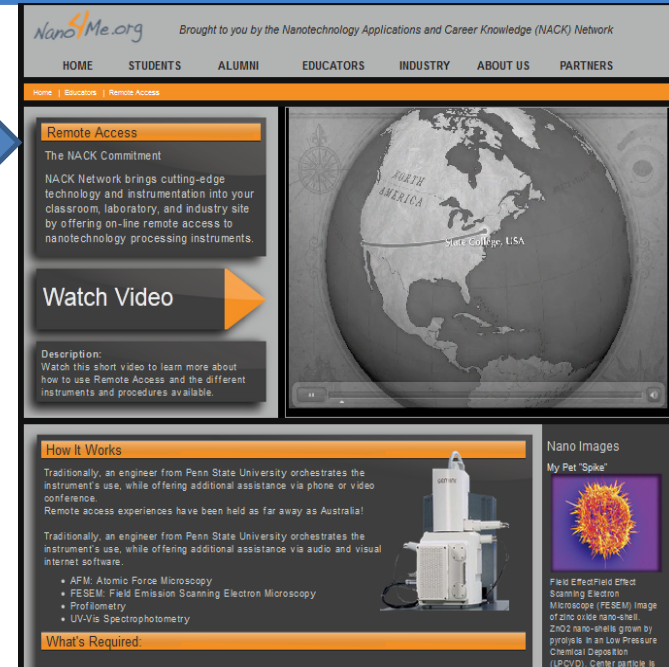 Nano4Me.org
Brought to you by the Nanotechnology Applications and Career Knowledge (NACK) Network
HOME STUDENTS ALUMNI EDUCATORS INDUSTRY ABOUT US PARTNERS
Home | Educators | Remote Access
Remote Access
The NACK Commitment
NACK Network brings cutting-edge
technology and instrumentation into your
classroom, laboratory, and industry site
by offering on-line remote access to
nanotechnology processing instruments.
Watch Video
Description:
Watch this short video to learn more about
how to use Remote Access and the different
instruments and procedures available.
NORTH
AMERICA
State College, USA
How It Works
Traditionally, an engineer from Penn State University orchestrates the
instrument's use, while offering additional assistance via phone or video
conference.
Remote access experiences have been held as far away as Australia!
Traditionally, an engineer from Penn State University orchestrates the
instrument's use, while offering additional assistance via audio and visual
internet software.
• AFM: Atomic Force Microscopy
• FESEM: Field Emission Scanning Electron Microscopy
• Profilometry
• UV-Vis Spectrophotometry
What's Required:
GEMINI
Nano Images
My Pet "Spike"
Field EffectField Effect
Scanning Electron
Microscope (FESEM) Image
of zinc oxide nano-shell.
ZnO2 nano-shells grown by
pyrolysis in an Low Pressure
Chemical Deposition
(LPCVD). Center particle is